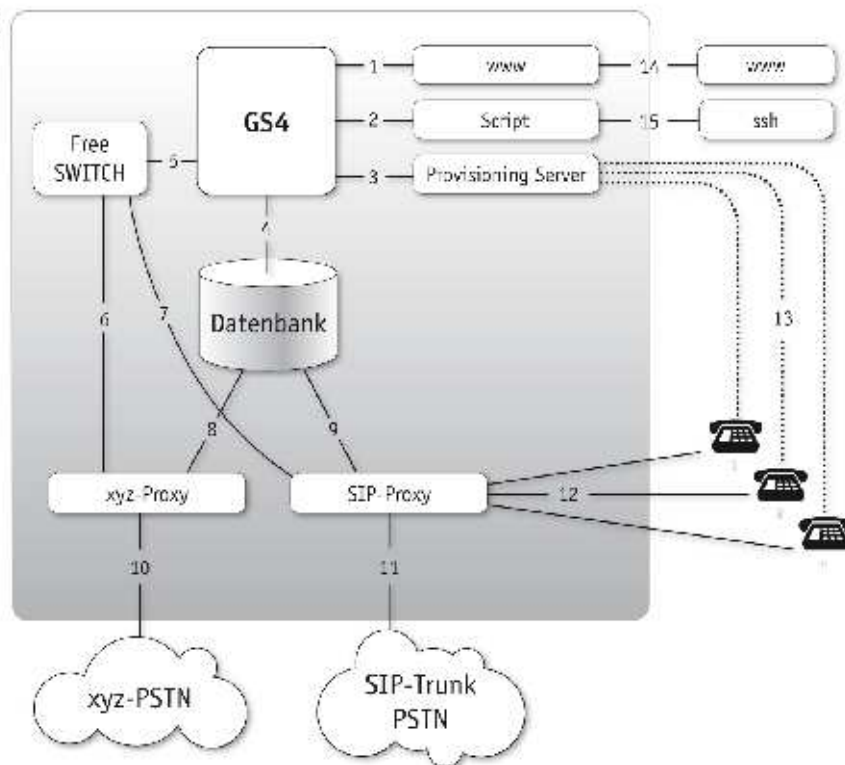 1
www
14
www
GS4
2
Script
15
ssh
Free
SWITCH
5
3
Provisioning Server
4
Datenbank
6
7
13
8
9
xyz-Proxy
SIP-Proxy
12
10
11
xyz-PSTN
SIP-Trunk
PSTN